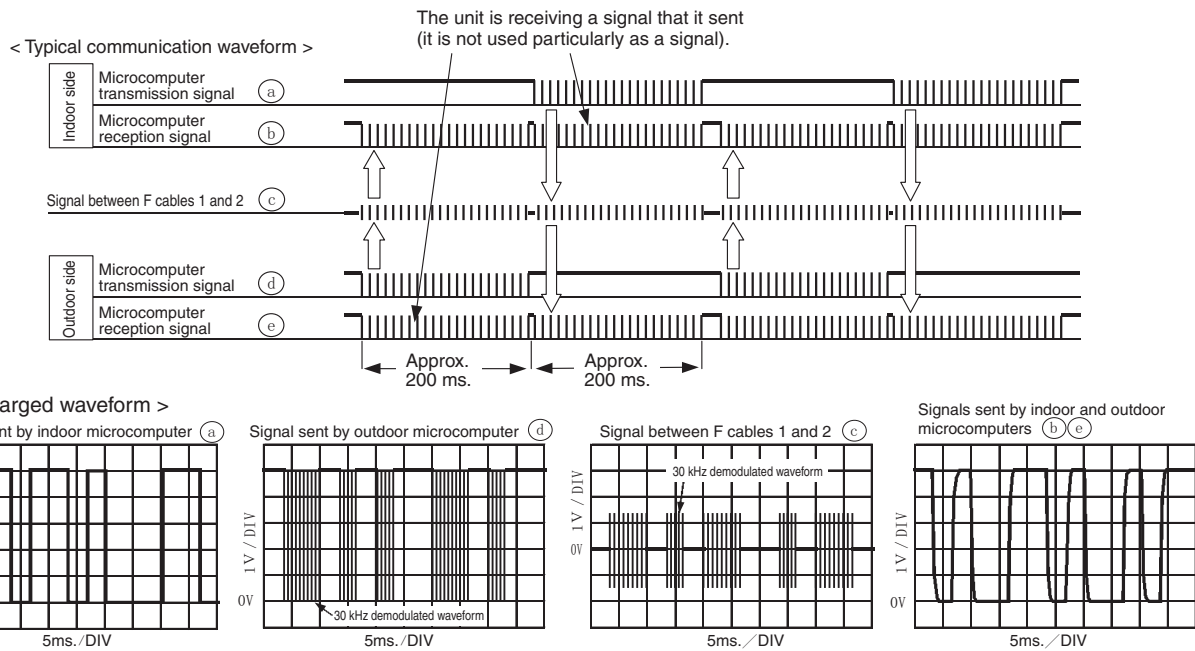 The unit is receiving a signal that it sent
(it is not used particularly as a signal).
< Typical communication waveform >
Indoor side
Microcomputer
transmission signal
a
Microcomputer
reception signal
b
Signal between F cables 1 and 2
c
Outdoor side
Microcomputer
transmission signal
d
Microcomputer
reception signal
e
Approx.
200 ms.
Approx.
200 ms.
arged waveform >
nt by indoor microcomputer a
5ms./DIV
Signal sent by outdoor microcomputer d
1V/DIV
0V
30 kHz demodulated waveform
5ms./DIV
Signal between F cables 1 and 2 c
30 kHz demodulated waveform
1V/DIV
0V
5ms./DIV
Signals sent by indoor and outdoor
microcomputers b e
1V/DIV
0V
5ms./DIV